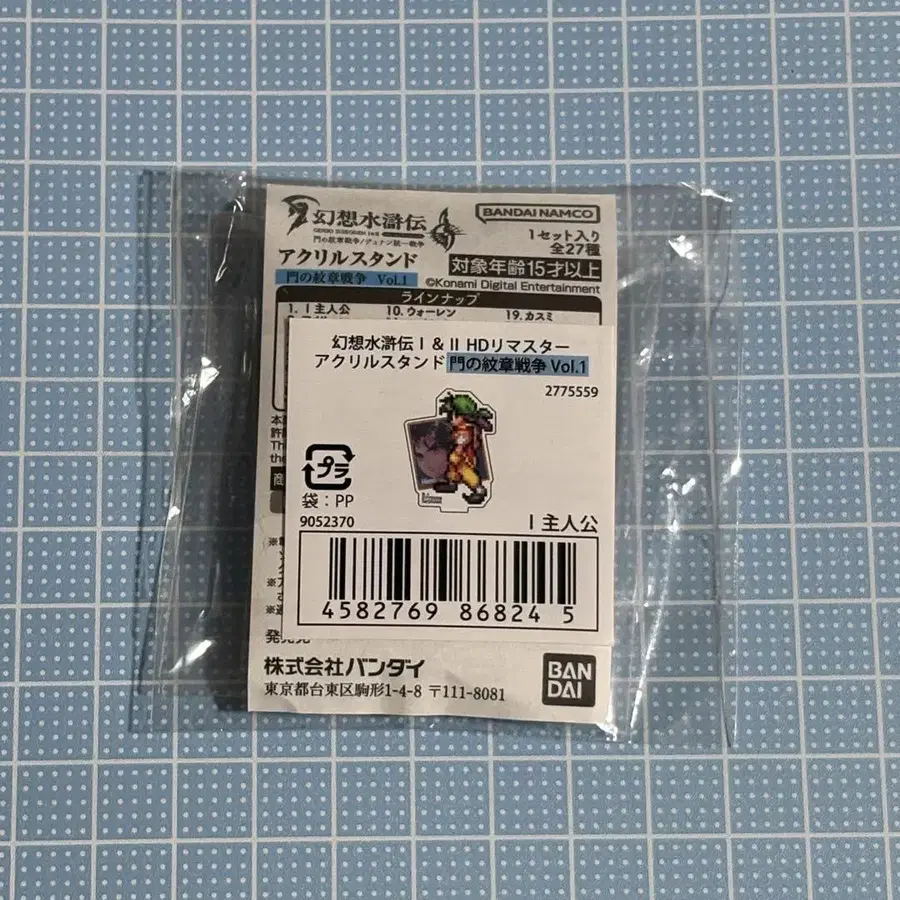 幻想水滸伝
門の紋章戦争/デュナン統一戦争
BANDAI NAMCO
1セット入り
全27種
アクリルスタンド
対象年齢15才以上
門の紋章戦争 Vol.1
©Konami Digital Entertainment
ラインナップ
1. I 主人公
10. ウォーレン
19. カスミ
幻想水滸伝 I & II HDリマスター
アクリルスタンド 門の紋章戦争 Vol.1
2775559
プラ
袋：PP
9052370
I 主人公
4582769 86824 5
株式会社バンダイ
東京都台東区駒形1-4-8 〒111-8081
BAN
DAI